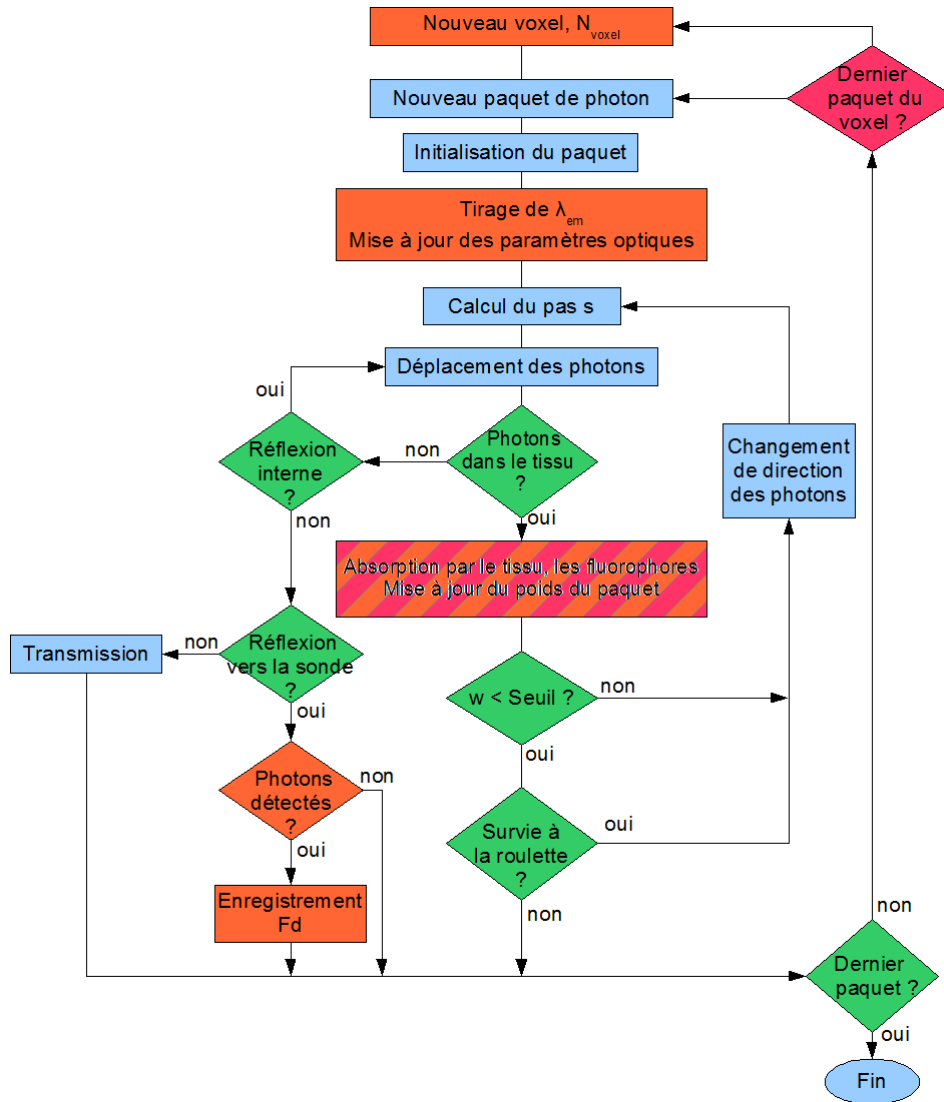 Nouveau voxel, Nvoxel
Dernier
paquet du
voxel ?
Nouveau paquet de photon
Initialisation du paquet
Tirage de λem
Mise à jour des paramètres optiques
Calcul du pas s
Déplacement des photons
oui
Réflexion
interne
?
non
Photons
dans le tissu
?
Changement
de direction
des photons
non
oui
Absorption par le tissu, les fluorophores
Mise à jour du poids du paquet
Transmission
non
Réflexion
vers la sonde
?
oui
w < Seuil ?
non
oui
Photons
détectés
?
non
oui
Survie à
la roulette
?
oui
non
Enregistrement
Fd
non
Dernier
paquet ?
oui
Fin